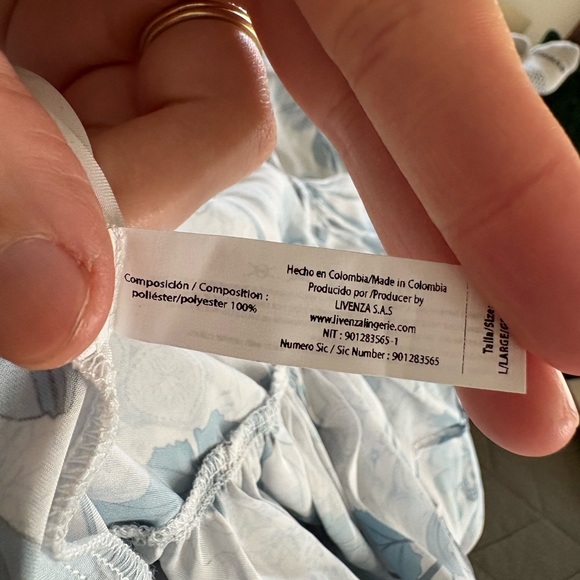 Composición / Composition :
poliéster/polyester 100%
Hecho en Colombia/Made in Colombia
Producido por /Producer by
LIVENZA S.A.S
www.livenzalingerie.com
NIT : 901283565-1
Numero Sic / Sic Number : 901283565
Talla/Size
L/LARGE/